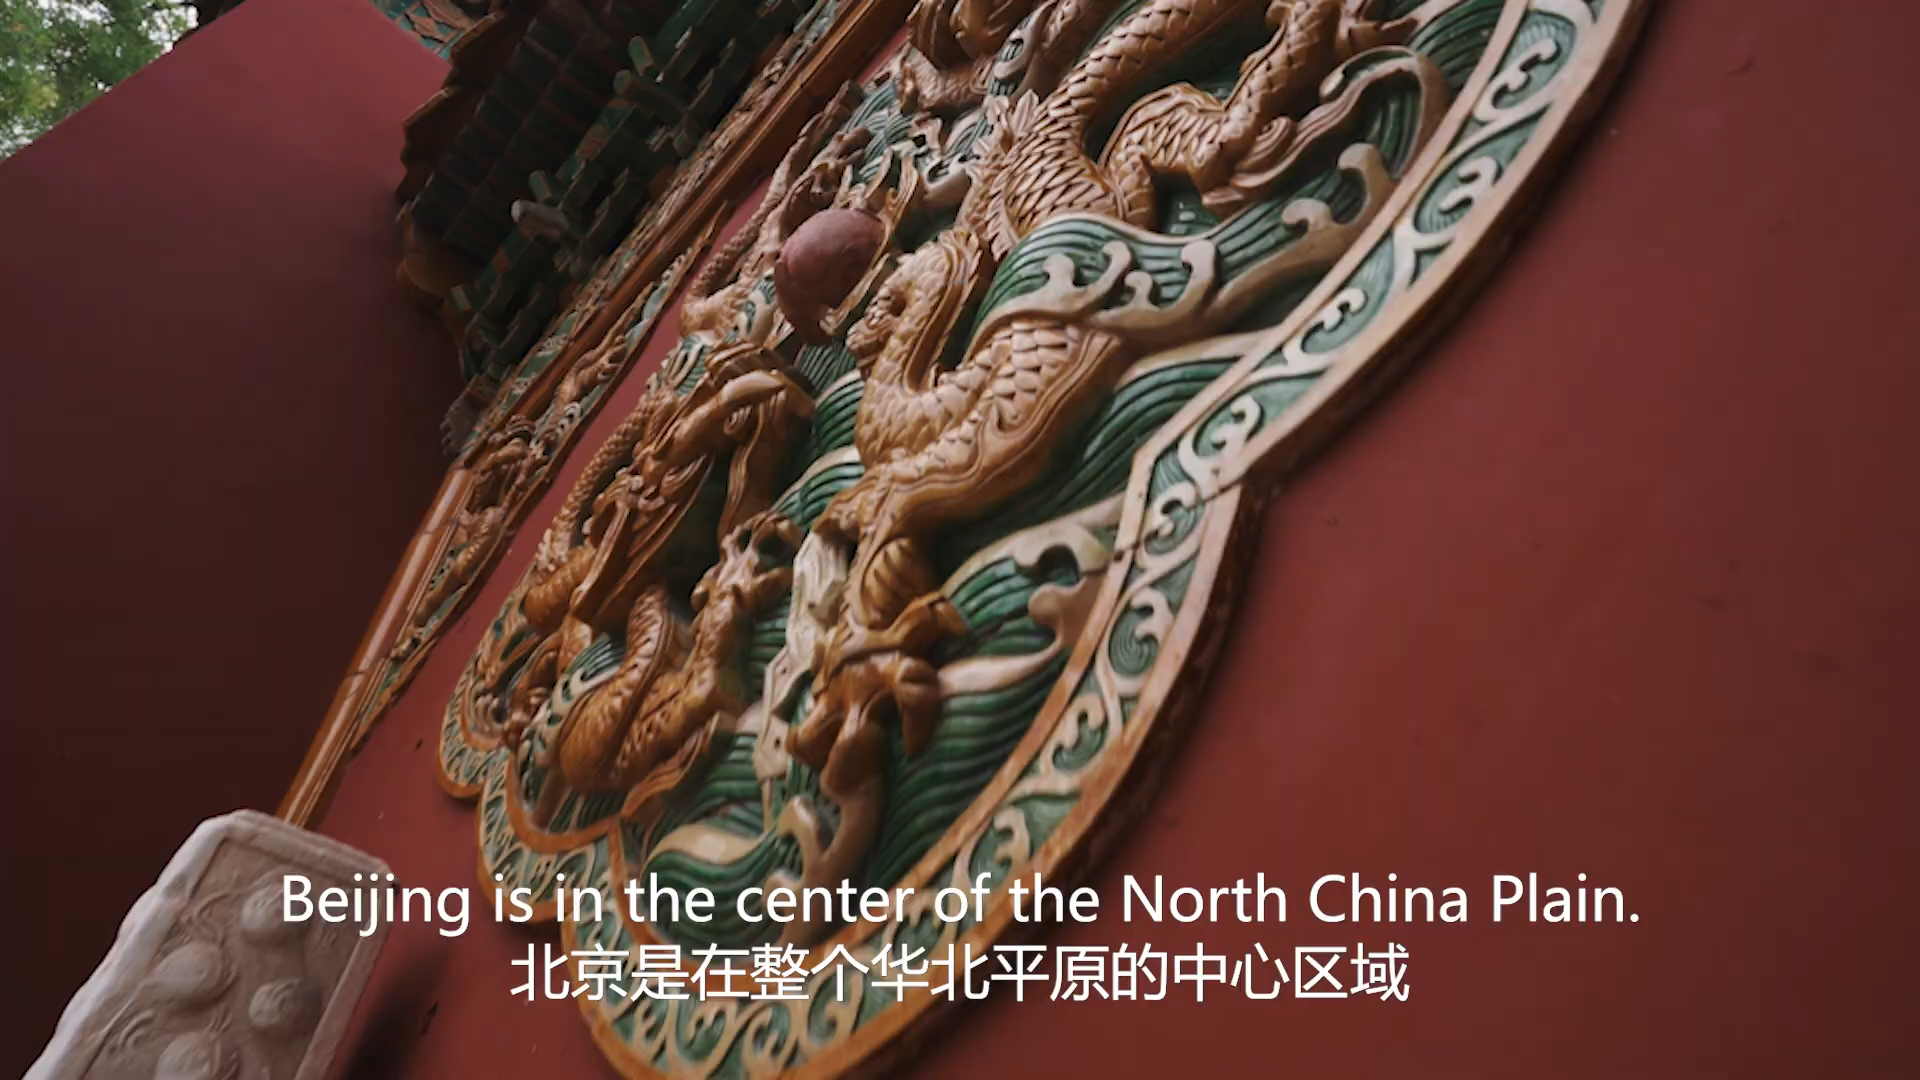 Beijing is in the center of the North China Plain.
北京是在整个华北平原的中心区域